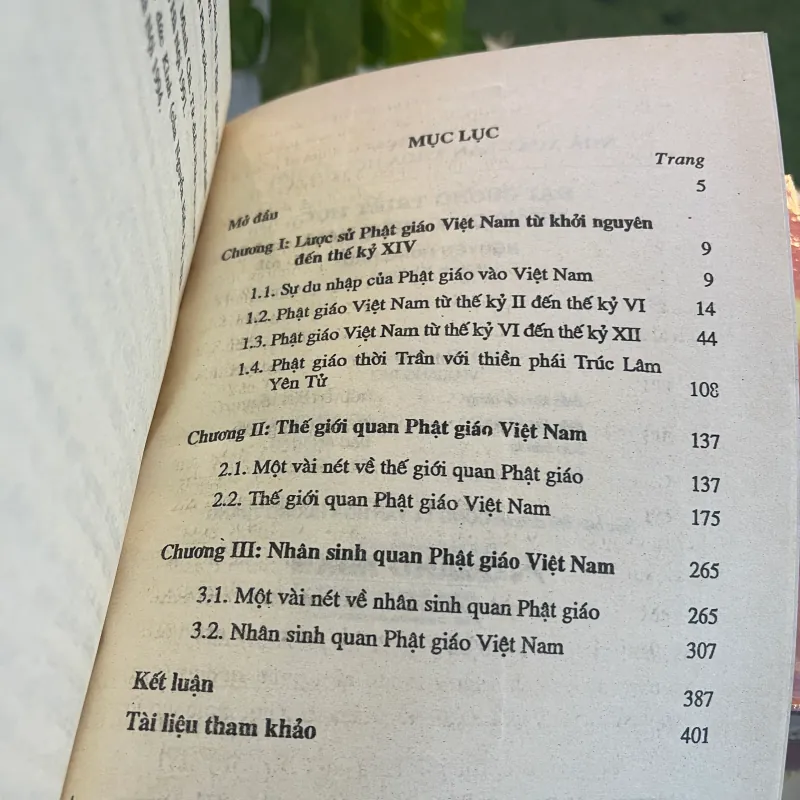 MỤC LỤC
Trang
Mở đầu 5
Chương I: Lược sử Phật giáo Việt Nam từ khởi nguyên
đến thế kỷ XIV 9
1.1. Sự du nhập của Phật giáo vào Việt Nam 9
1.2. Phật giáo Việt Nam từ thế kỷ II đến thế kỷ VI 14
1.3. Phật giáo Việt Nam từ thế kỷ VI đến thế kỷ XII 44
1.4. Phật giáo thời Trần với thiền phái Trúc Lâm
Yên Tử 108
Chương II: Thế giới quan Phật giáo Việt Nam 137
2.1. Một vài nét về thế giới quan Phật giáo 137
2.2. Thế giới quan Phật giáo Việt Nam 175
Chương III: Nhân sinh quan Phật giáo Việt Nam 265
3.1. Một vài nét về nhân sinh quan Phật giáo 265
3.2. Nhân sinh quan Phật giáo Việt Nam 307
Kết luận 387
Tài liệu tham khảo 401